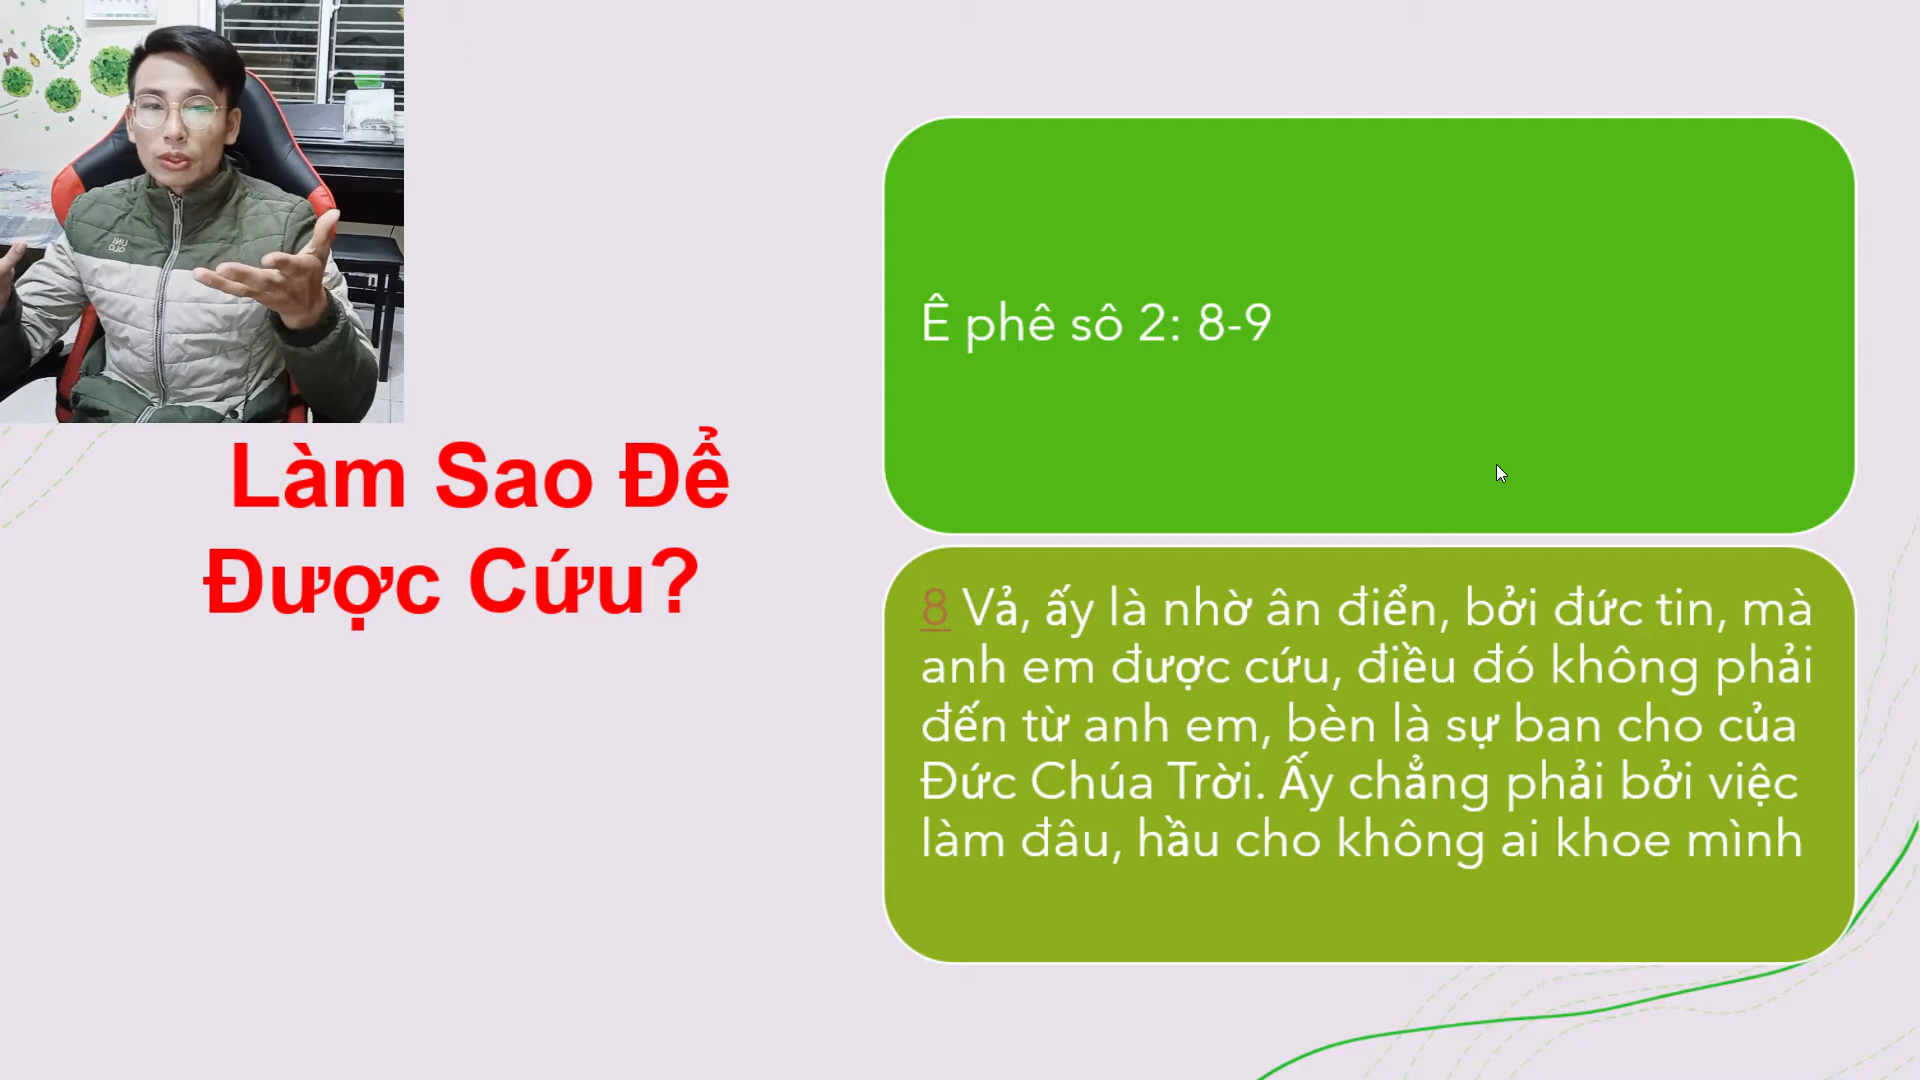 UNI
QLO
Làm Sao Để
Được Cứu?
Ê phê sô 2: 8-9
8 Vả, ấy là nhờ ân điển, bởi đức tin, mà
anh em được cứu, điều đó không phải
đến từ anh em, bèn là sự ban cho của
Đức Chúa Trời. Ấy chẳng phải bởi việc
làm đâu, hầu cho không ai khoe mình